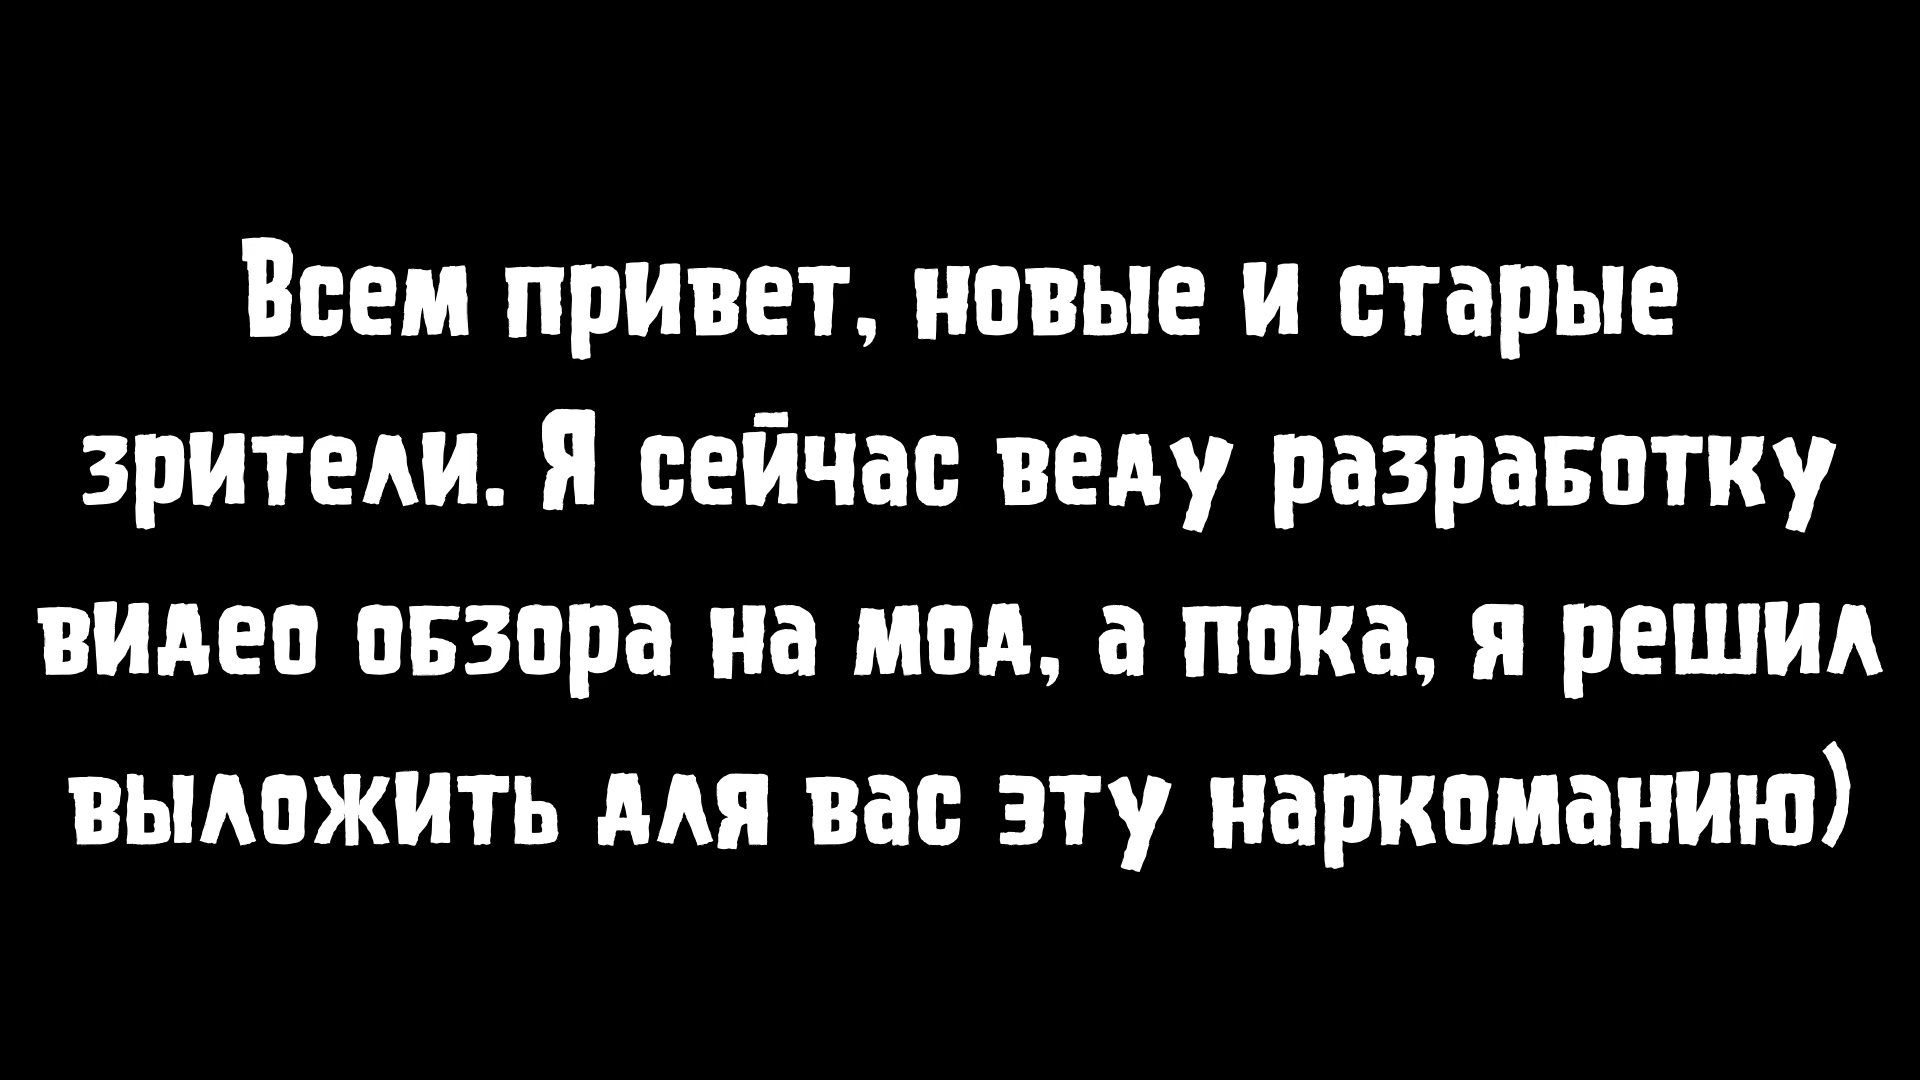 Всем привет, новые и старые
зрители. Я сейчас веду разработку
видео обзора на мод, а пока, я решил
выложить для вас эту наркоманию)